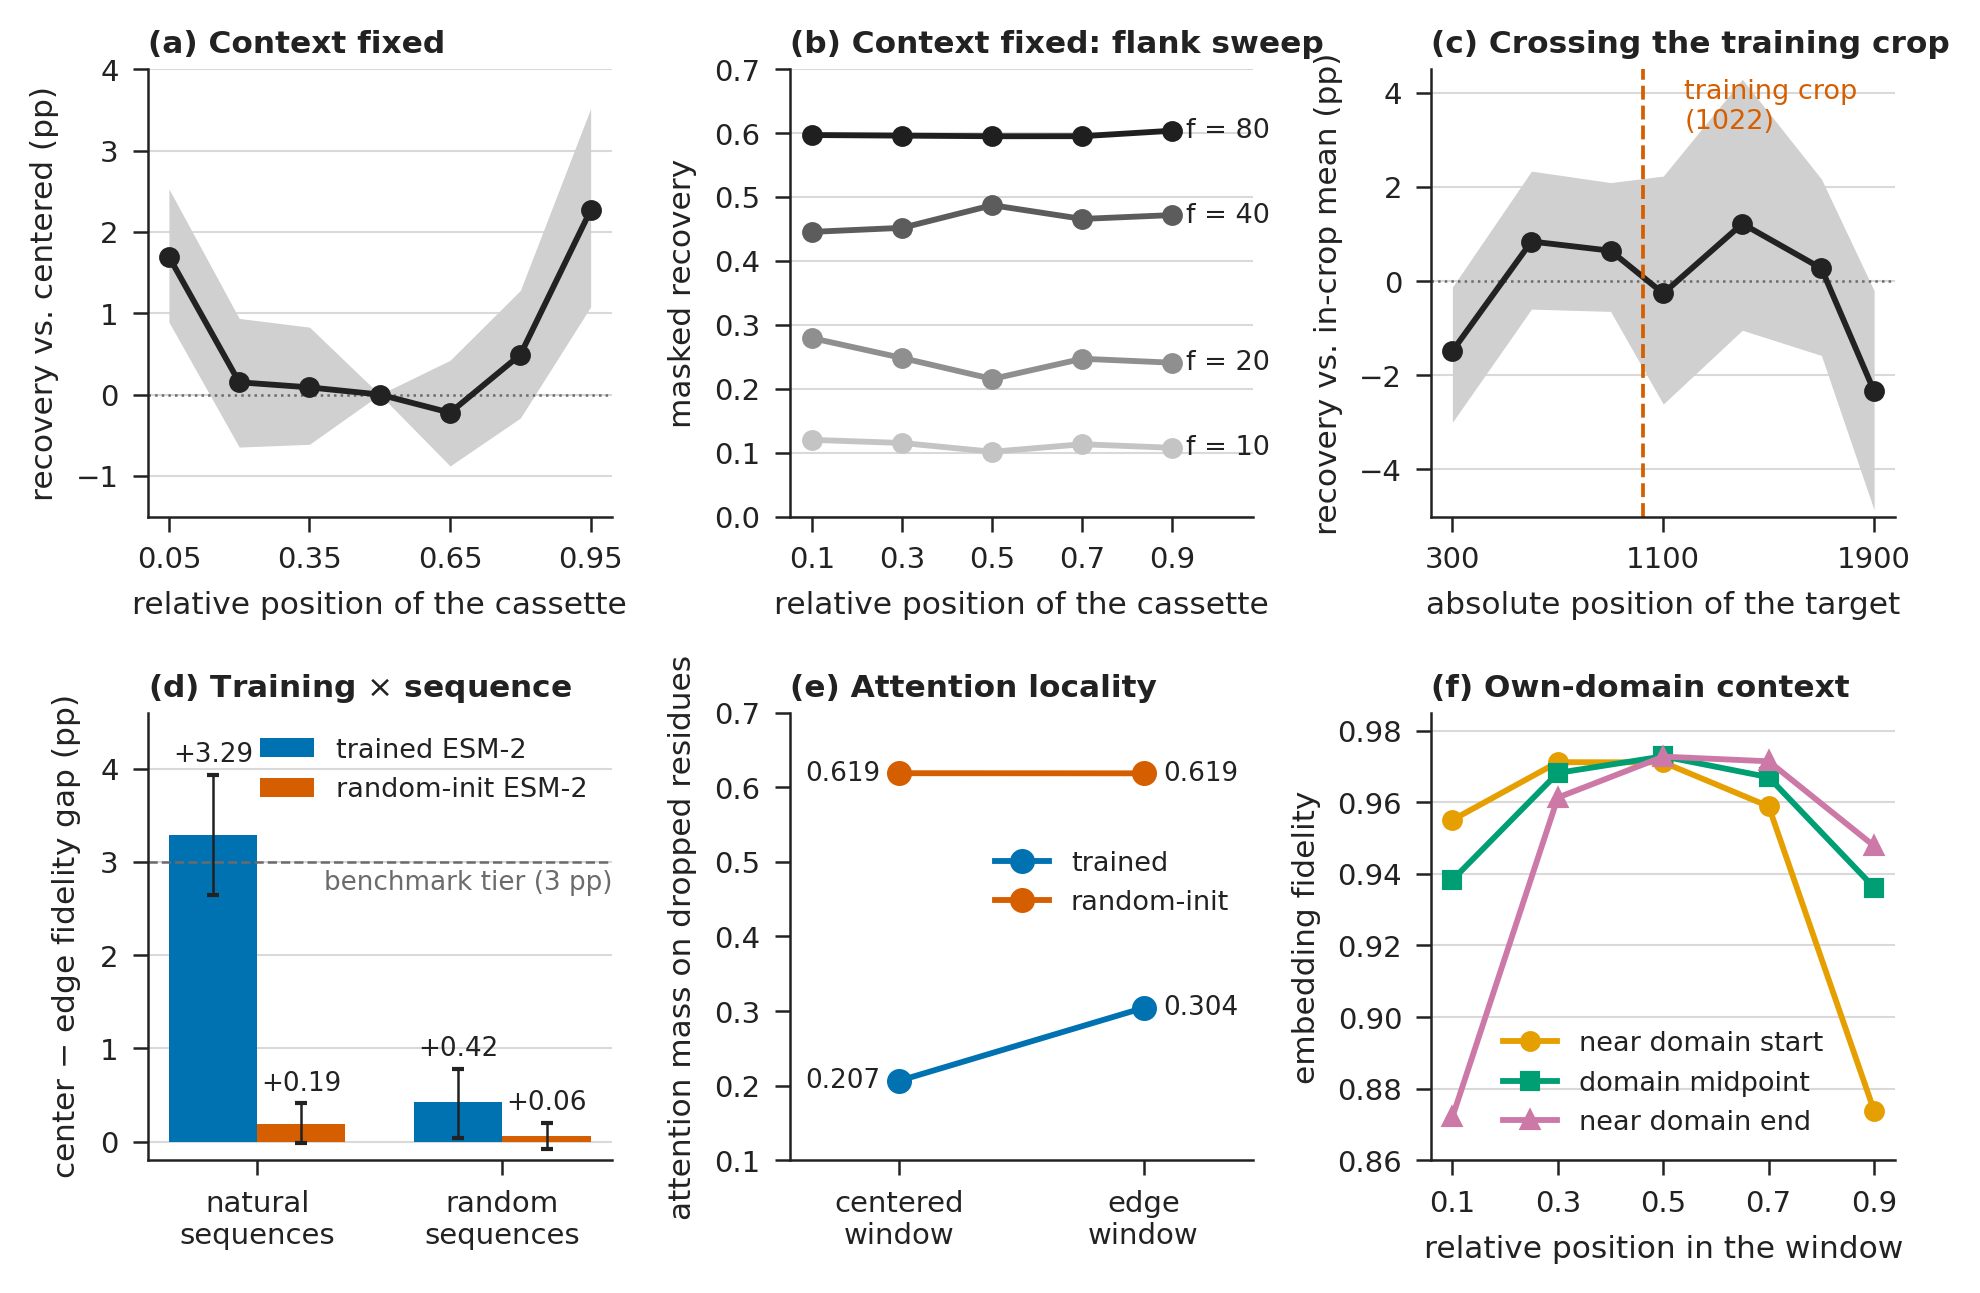 (a) Context fixed
recovery vs. centered (pp)
4
3
2
1
0
−1
0.05 0.35 0.65 0.95
relative position of the cassette
(b) Context fixed: flank sweep
masked recovery
0.7
0.6
0.5
0.4
0.3
0.2
0.1
0.0
f = 80
f = 40
f = 20
f = 10
0.1 0.3 0.5 0.7 0.9
relative position of the cassette
(c) Crossing the training crop
recovery vs. in-crop mean (pp)
4
2
0
−2
−4
training crop
(1022)
300 1100 1900
absolute position of the target
(d) Training × sequence
center − edge fidelity gap (pp)
4
3
2
1
0
trained ESM-2
random-init ESM-2
+3.29
benchmark tier (3 pp)
+0.42
+0.19
+0.06
natural
sequences
random
sequences
(e) Attention locality
attention mass on dropped residues
0.7
0.6
0.5
0.4
0.3
0.2
0.1
0.619 0.619
trained
random-init
0.304
0.207
centered
window
edge
window
(f) Own-domain context
embedding fidelity
0.98
0.96
0.94
0.92
0.90
0.88
0.86
near domain start
domain midpoint
near domain end
0.1 0.3 0.5 0.7 0.9
relative position in the window